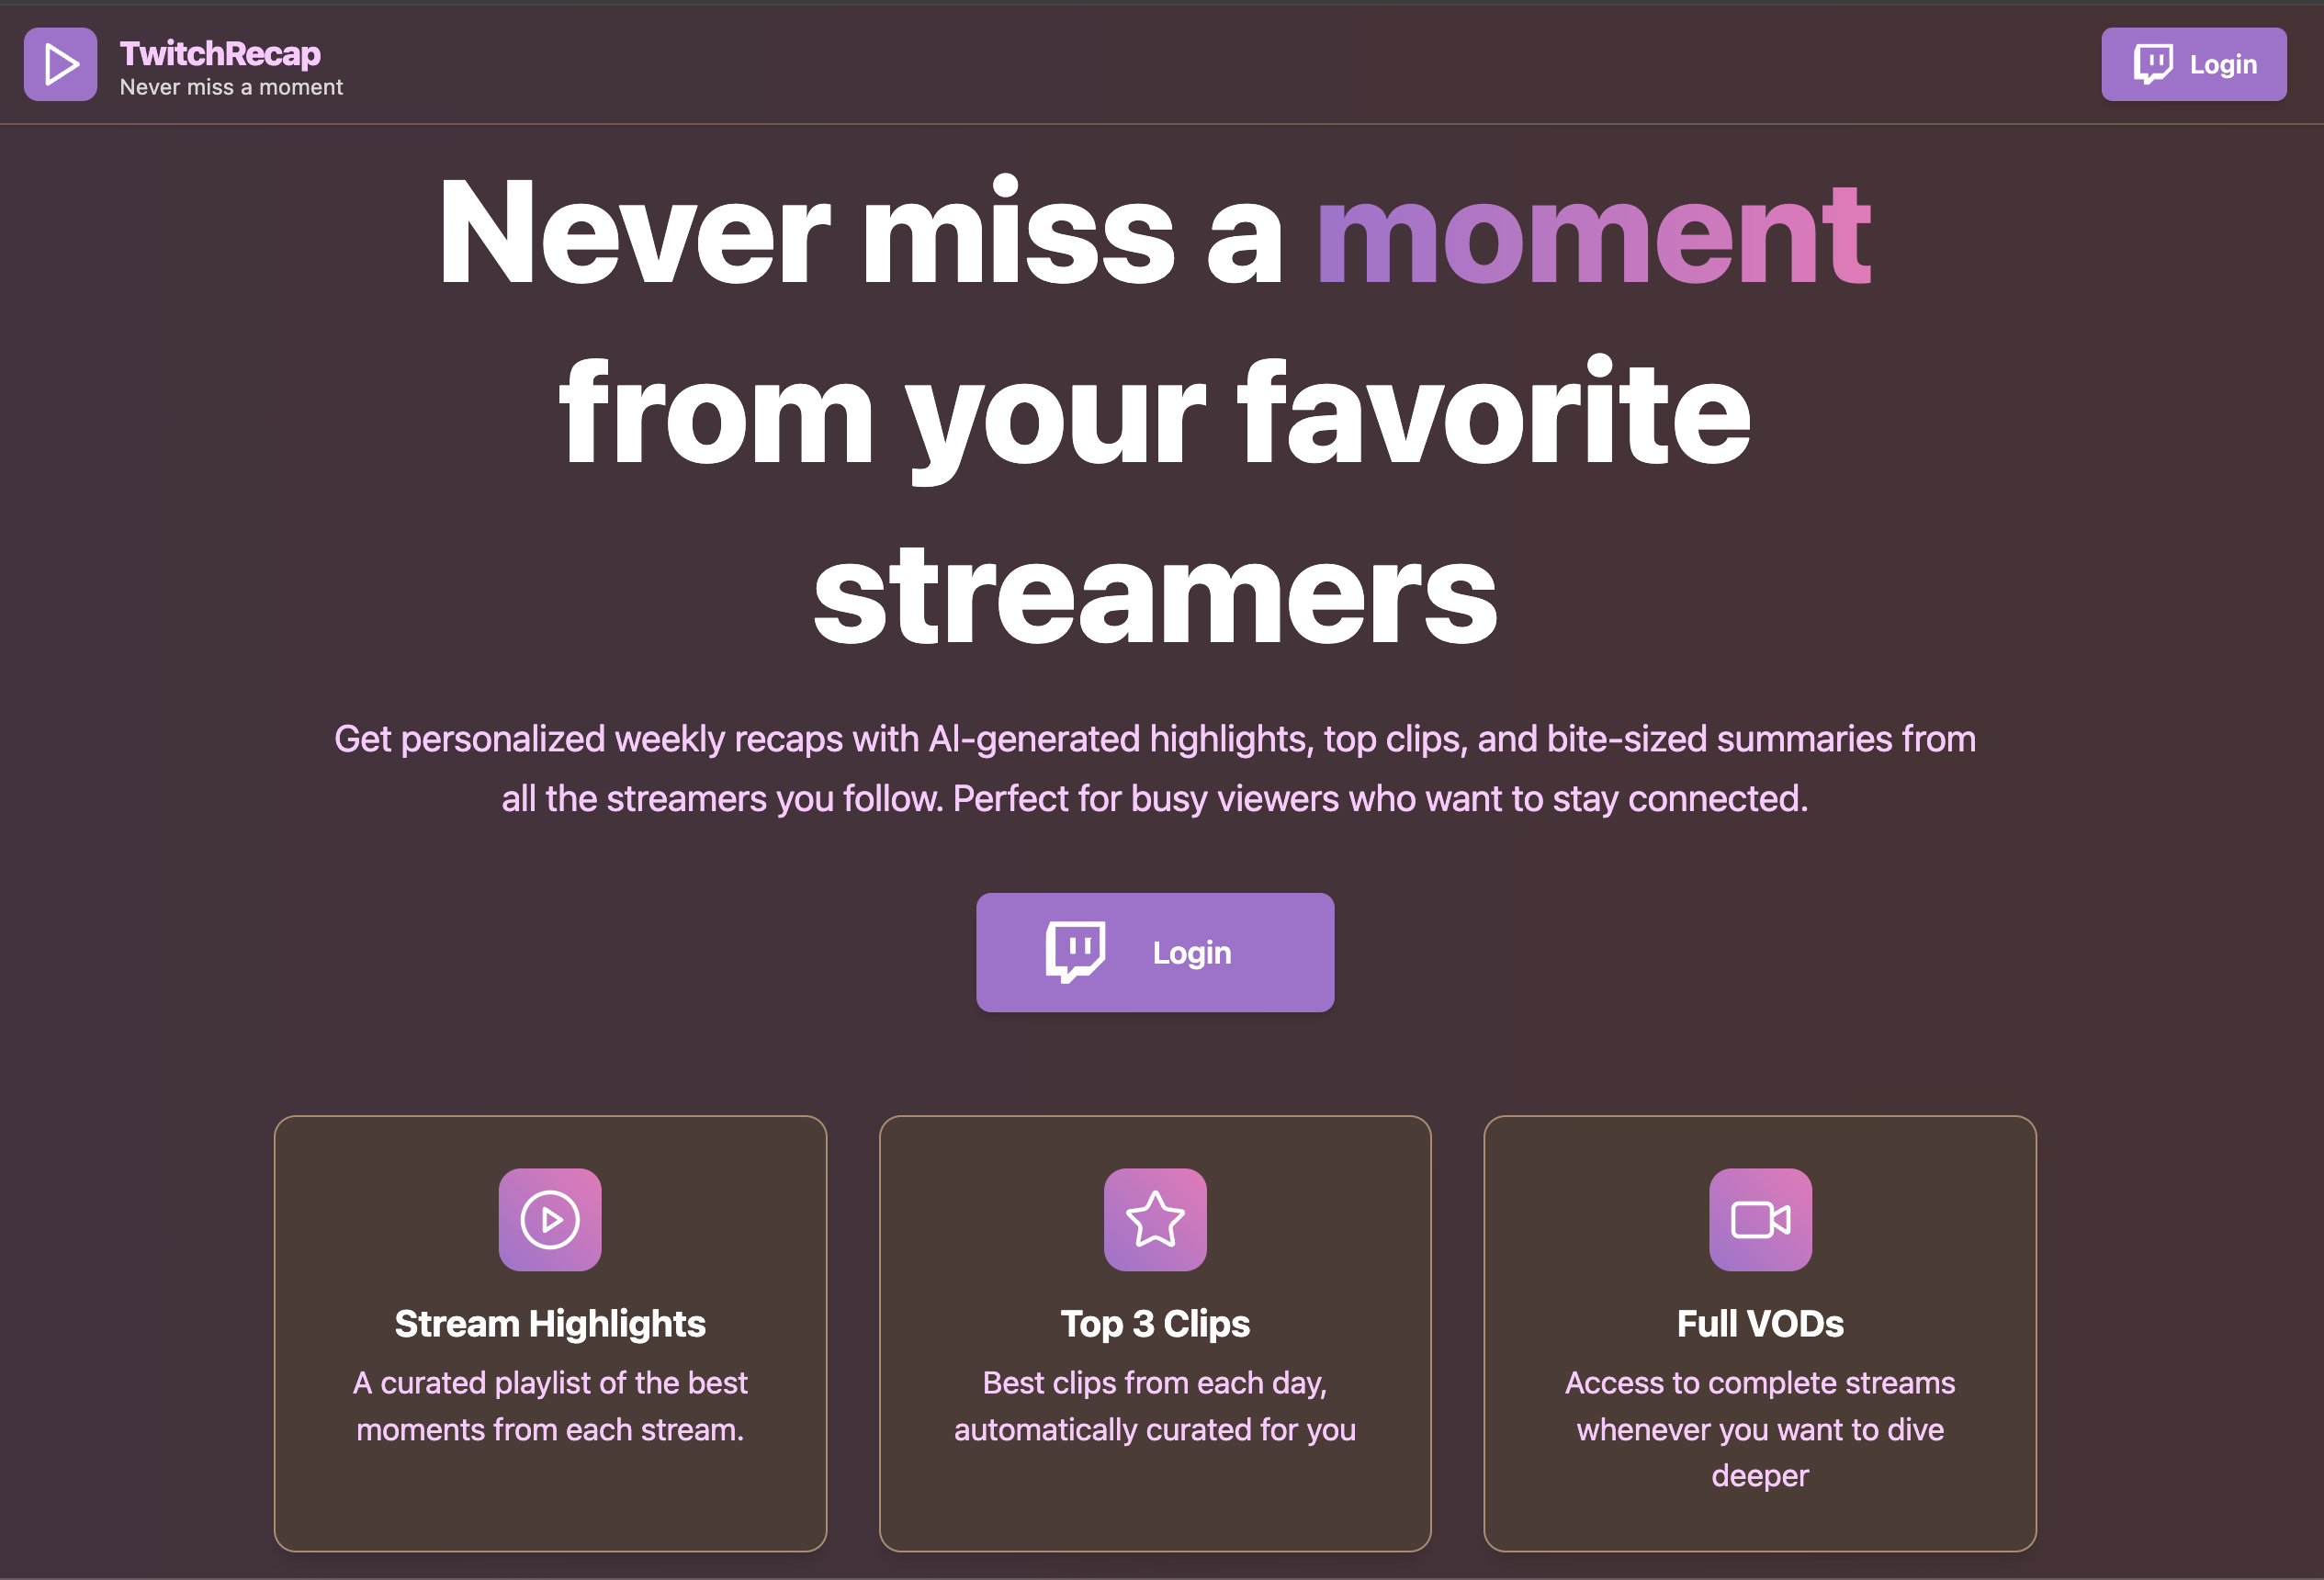 TwitchRecap
Never miss a moment
Login
Never miss a moment
from your favorite
streamers
Get personalized weekly recaps with AI-generated highlights, top clips, and bite-sized summaries from
all the streamers you follow. Perfect for busy viewers who want to stay connected.
Login
Stream Highlights
A curated playlist of the best
moments from each stream.
Top 3 Clips
Best clips from each day,
automatically curated for you
Full VODs
Access to complete streams
whenever you want to dive
deeper